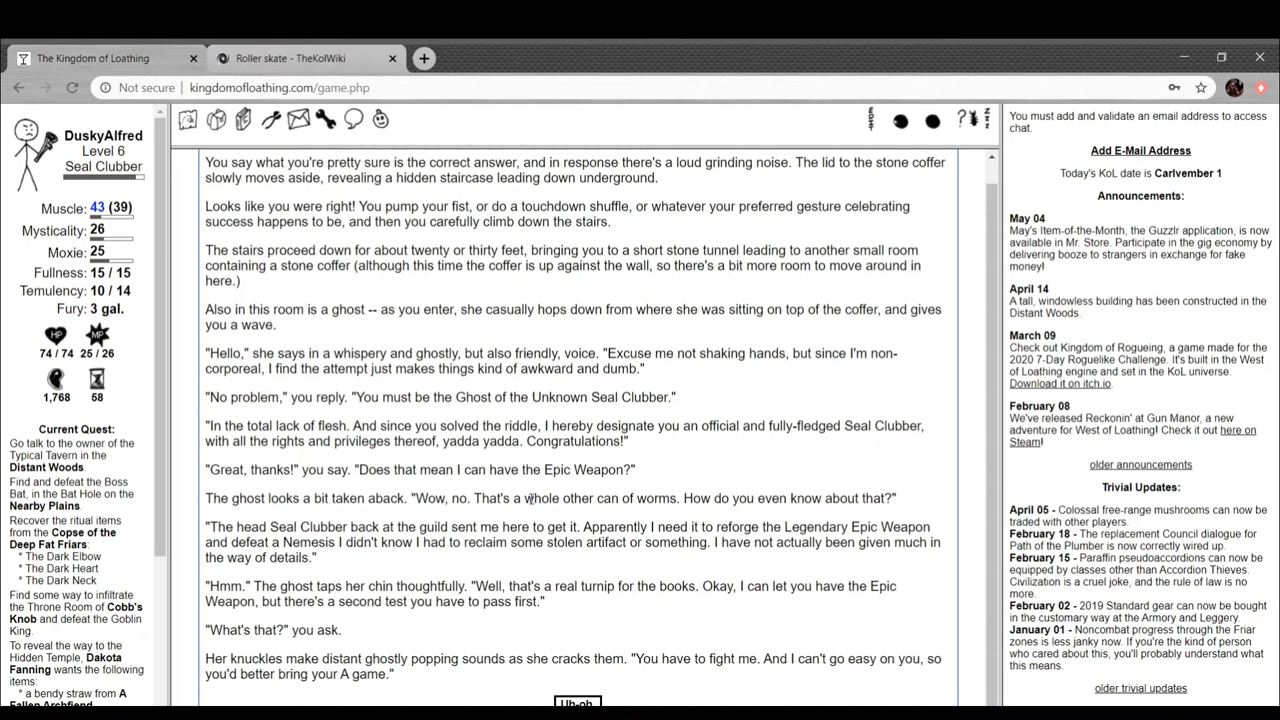 The Kingdom of Loathing
Roller skate - TheKolWiki
Not secure
kingdomofloathing.com/game.php
DuskyAlfred
Level 6
Seal Clubber
Muscle: 43 (39)
Mysticality: 26
Moxie: 25
Fullness: 15 / 15
Temulency: 10 / 14
Fury: 3 gal.
HP
MP
74 / 74
25 / 26
1,768
58
Current Quest:
Go talk to the owner of the
Typical Tavern in the
Distant Woods.
Find and defeat the Boss
Bat, in the Bat Hole on the
Nearby Plains.
Recover the ritual items
from the Copse of the
Deep Fat Friars:
* The Dark Elbow
* The Dark Heart
* The Dark Neck
Find some way to infiltrate
the Throne Room of Cobb's
Knob and defeat the Goblin
King.
To reveal the way to the
Hidden Temple, Dakota
Fanning wants the following
items:
* a bendy straw from A
Fallen Archfiend
You say what you're pretty sure is the correct answer, and in response there's a loud grinding noise. The lid to the stone coffer
slowly moves aside, revealing a hidden staircase leading down underground.
Looks like you were right! You pump your fist, or do a touchdown shuffle, or whatever your preferred gesture celebrating
success happens to be, and then you carefully climb down the stairs.
The stairs proceed down for about twenty or thirty feet, bringing you to a short stone tunnel leading to another small room
containing a stone coffer (although this time the coffer is up against the wall, so there's a bit more room to move around in
here.)
Also in this room is a ghost -- as you enter, she casually hops down from where she was sitting on top of the coffer, and gives
you a wave.
"Hello," she says in a whispery and ghostly, but also friendly, voice. "Excuse me not shaking hands, but since I'm non-
corporeal, I find the attempt just makes things kind of awkward and dumb."
"No problem," you reply. "You must be the Ghost of the Unknown Seal Clubber."
"In the total lack of flesh. And since you solved the riddle, I hereby designate you an official and fully-fledged Seal Clubber,
with all the rights and privileges thereof, yadda yadda. Congratulations!"
"Great, thanks!" you say. "Does that mean I can have the Epic Weapon?"
The ghost looks a bit taken aback. "Wow, no. That's a whole other can of worms. How do you even know about that?"
"The head Seal Clubber back at the guild sent me here to get it. Apparently I need it to reforge the Legendary Epic Weapon
and defeat a Nemesis I didn't know I had to reclaim some stolen artifact or something. I have not actually been given much in
the way of details."
"Hmm." The ghost taps her chin thoughtfully. "Well, that's a real turnip for the books. Okay, I can let you have the Epic
Weapon, but there's a second test you have to pass first."
"What's that?" you ask.
Her knuckles make distant ghostly popping sounds as she cracks them. "You have to fight me. And I can't go easy on you, so
you'd better bring your A game."
Uh-oh
You must add and validate an email address to access
chat.
Add E-Mail Address
Today's KoL date is Carlvember 1
Announcements:
May 04
May's Item-of-the-Month, the Guzzlr application, is now
available in Mr. Store. Participate in the gig economy by
delivering booze to strangers in exchange for fake
money!
April 14
A tall, windowless building has been constructed in the
Distant Woods.
March 09
Check out Kingdom of Rogueing, a game made for the
2020 7-Day Roguelike Challenge. It's built in the West
of Loathing engine and set in the KoL universe.
Download it on itch.io.
February 08
We've released Reckonin' at Gun Manor, a new
adventure for West of Loathing! Check it out here on
Steam!
older announcements
Trivial Updates:
April 05 - Colossal free-range mushrooms can now be
traded with other players.
February 18 - The replacement Council dialogue for
Path of the Plumber is now correctly wired up.
February 15 - Paraffin pseudoaccordions can now be
equipped by classes other than Accordion Thieves.
Civilization is a cruel joke, and the rule of law is no
more.
February 02 - 2019 Standard gear can now be bought
in the customary way at the Armory and Leggery.
January 01 - Noncombat progress through the Friar
zones is less janky now. If you're the kind of person
who cared about this, you'll probably understand what
this means.
older trivial updates